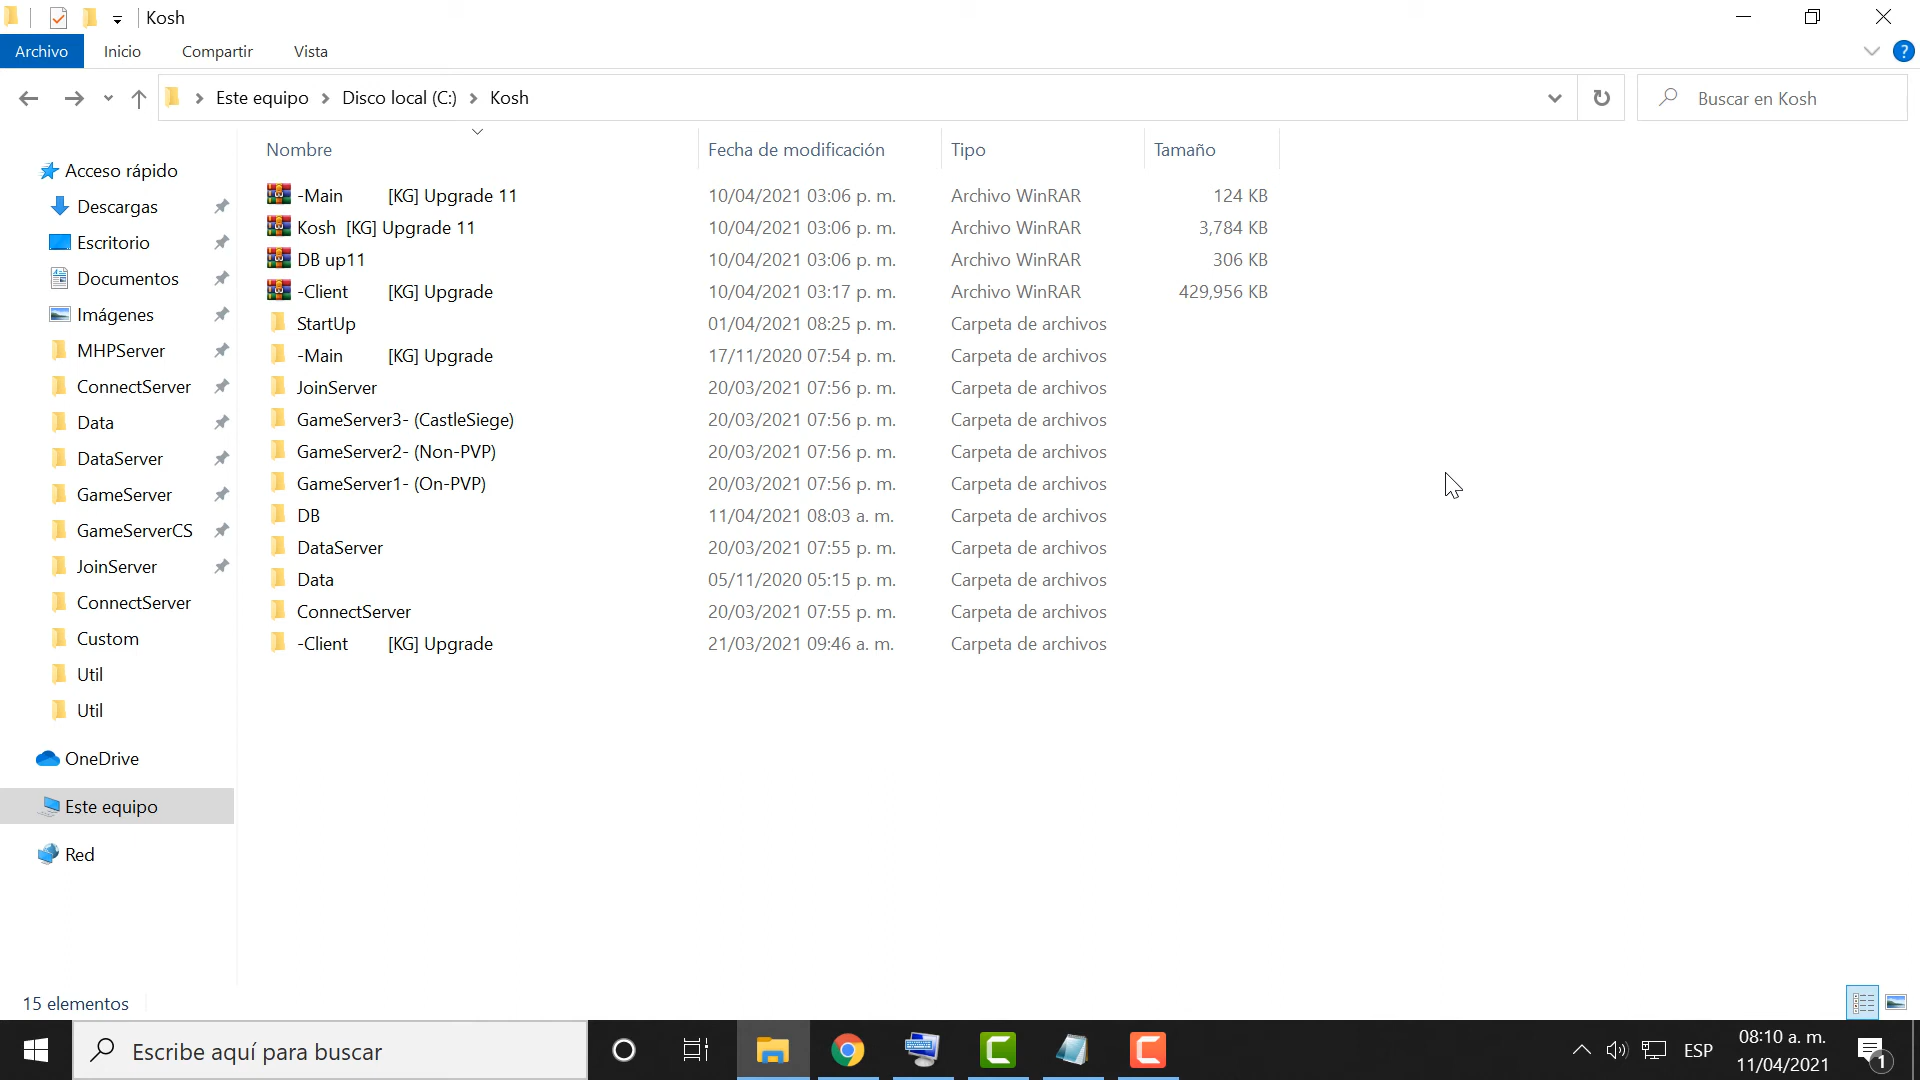 Kosh
Archivo Inicio Compartir Vista
Este equipo Disco local (C:) Kosh
Buscar en Kosh
Nombre Fecha de modificación Tipo Tamaño
Acceso rápido
Descargas
Escritorio
Documentos
Imágenes
MHPServer
ConnectServer
Data
DataServer
GameServer
GameServerCS
JoinServer
ConnectServer
Custom
Util
Util
OneDrive
Este equipo
Red
-Main [KG] Upgrade 11 10/04/2021 03:06 p. m. Archivo WinRAR 124 KB
Kosh [KG] Upgrade 11 10/04/2021 03:06 p. m. Archivo WinRAR 3,784 KB
DB up11 10/04/2021 03:06 p. m. Archivo WinRAR 306 KB
-Client [KG] Upgrade 10/04/2021 03:17 p. m. Archivo WinRAR 429,956 KB
StartUp 01/04/2021 08:25 p. m. Carpeta de archivos
-Main [KG] Upgrade 17/11/2020 07:54 p. m. Carpeta de archivos
JoinServer 20/03/2021 07:56 p. m. Carpeta de archivos
GameServer3- (CastleSiege) 20/03/2021 07:56 p. m. Carpeta de archivos
GameServer2- (Non-PVP) 20/03/2021 07:56 p. m. Carpeta de archivos
GameServer1- (On-PVP) 20/03/2021 07:56 p. m. Carpeta de archivos
DB 11/04/2021 08:03 a. m. Carpeta de archivos
DataServer 20/03/2021 07:55 p. m. Carpeta de archivos
Data 05/11/2020 05:15 p. m. Carpeta de archivos
ConnectServer 20/03/2021 07:55 p. m. Carpeta de archivos
-Client [KG] Upgrade 21/03/2021 09:46 a. m. Carpeta de archivos
15 elementos
Escribe aquí para buscar
ESP
08:10 a. m.
11/04/2021
1